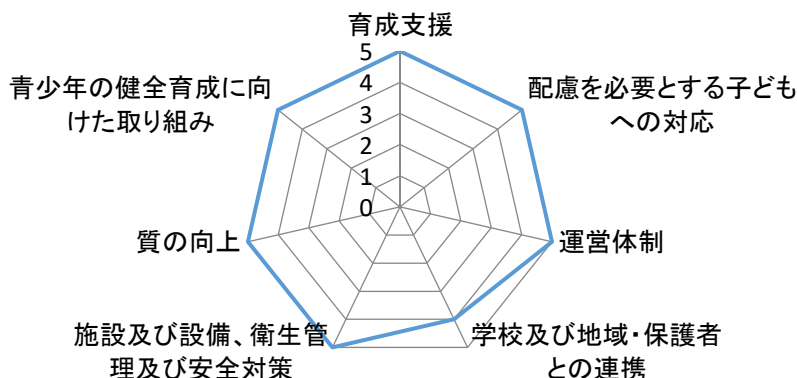 育成支援
5
4
3
2
1
0
配慮を必要とする子ども
への対応
運営体制
学校及び地域・保護者
との連携
施設及び設備、衛生管
理及び安全対策
質の向上
青少年の健全育成に向
けた取り組み